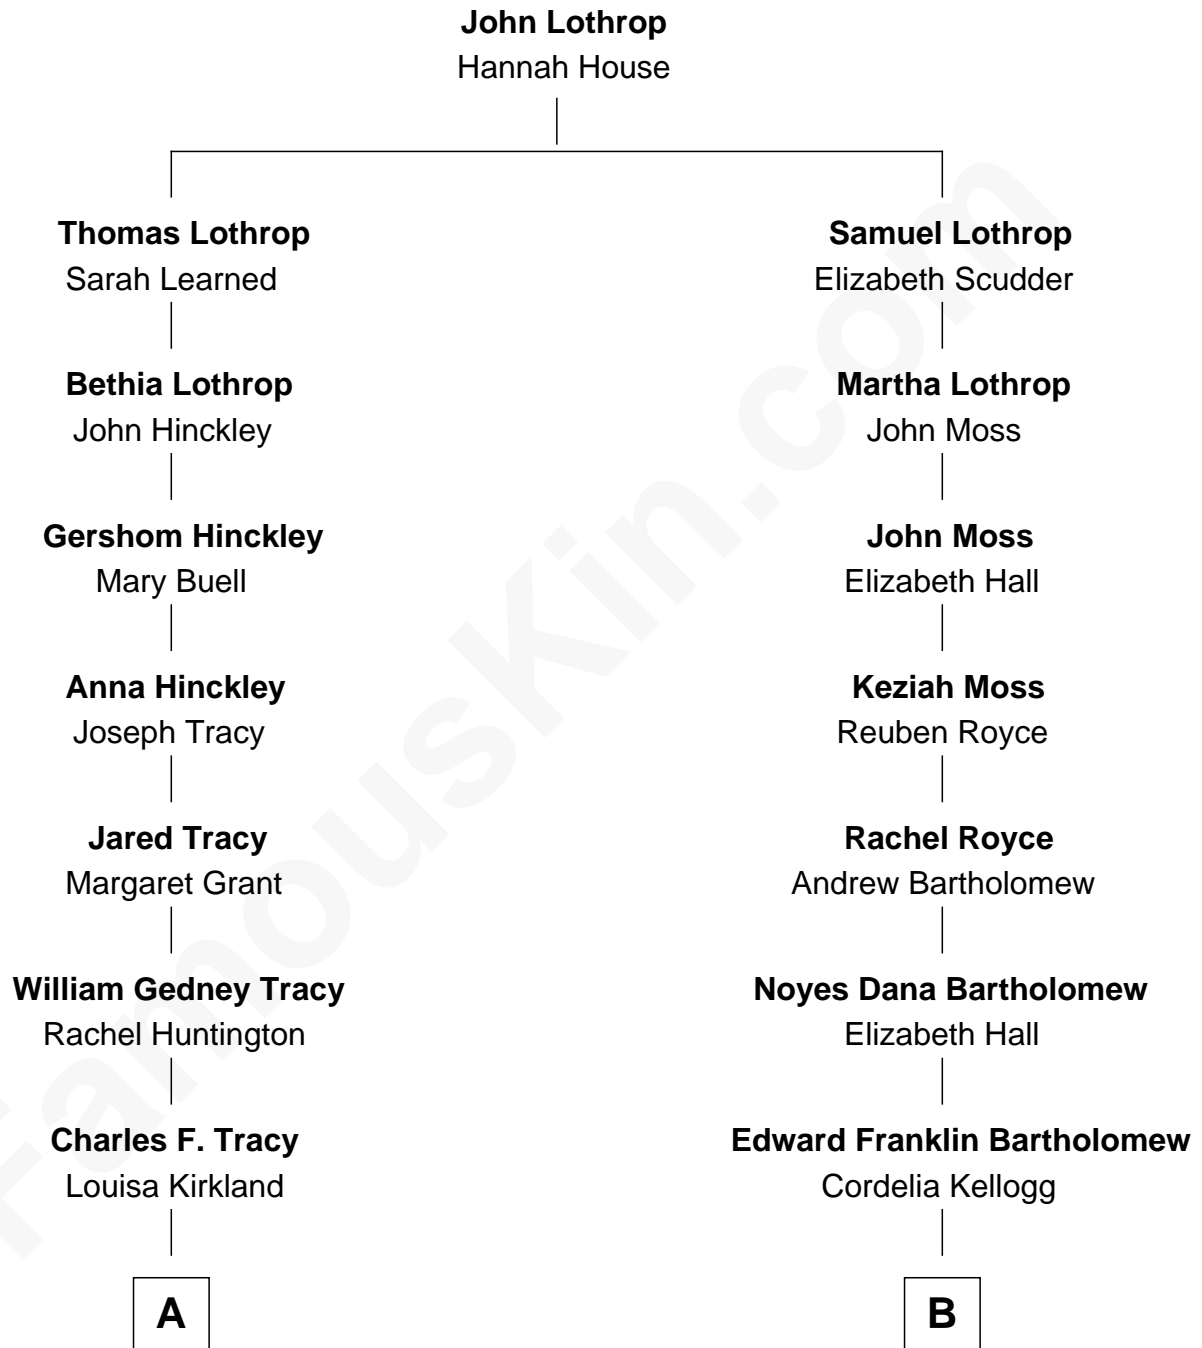 John Lothrop
Hannah House
Thomas Lothrop
Sarah Learned
Samuel Lothrop
Elizabeth Scudder
Bethia Lothrop
John Hinckley
Martha Lothrop
John Moss
Gershom Hinckley
Mary Buell
John Moss
Elizabeth Hall
Anna Hinckley
Joseph Tracy
Keziah Moss
Reuben Royce
Jared Tracy
Margaret Grant
Rachel Royce
Andrew Bartholomew
William Gedney Tracy
Rachel Huntington
Noyes Dana Bartholomew
Elizabeth Hall
Charles F. Tracy
Louisa Kirkland
Edward Franklin Bartholomew
Cordelia Kellogg
A
B
FamousKin.com